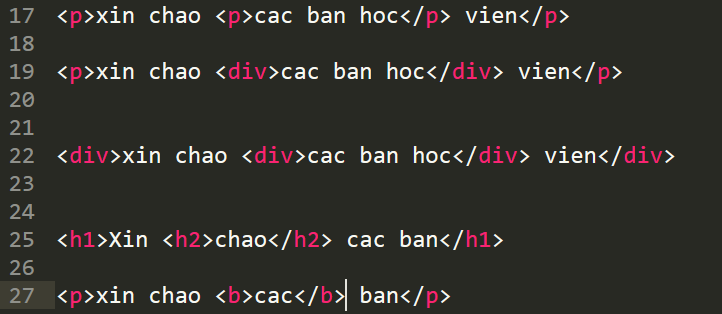 17 <p>xin chao <p>cac ban hoc</p> vien</p>
18
19 <p>xin chao <div>cac ban hoc</div> vien</p>
20
21
22 <div>xin chao <div>cac ban hoc</div> vien</div>
23
24
25 <h1>Xin <h2>chao</h2> cac ban</h1>
26
27 <p>xin chao <b>cac</b> ban</p>